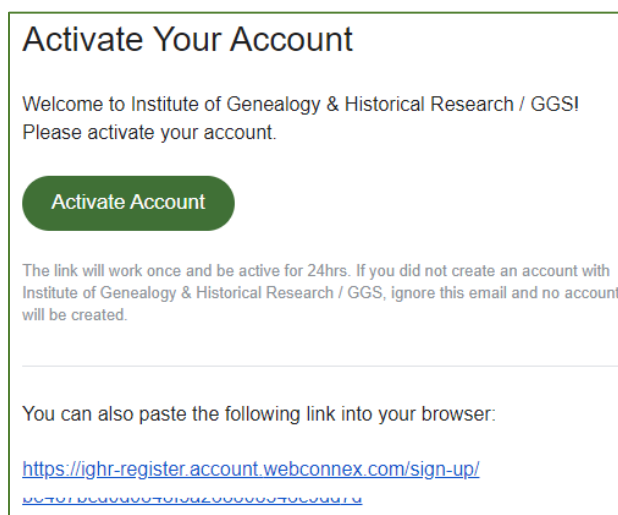 Activate Your Account
Welcome to Institute of Genealogy & Historical Research / GGS!
Please activate your account.
Activate Account
The link will work once and be active for 24hrs. If you did not create an account with
Institute of Genealogy & Historical Research / GGS, ignore this email and no account
will be created.
You can also paste the following link into your browser:
https://ighr-register.account.webconnex.com/sign-up/